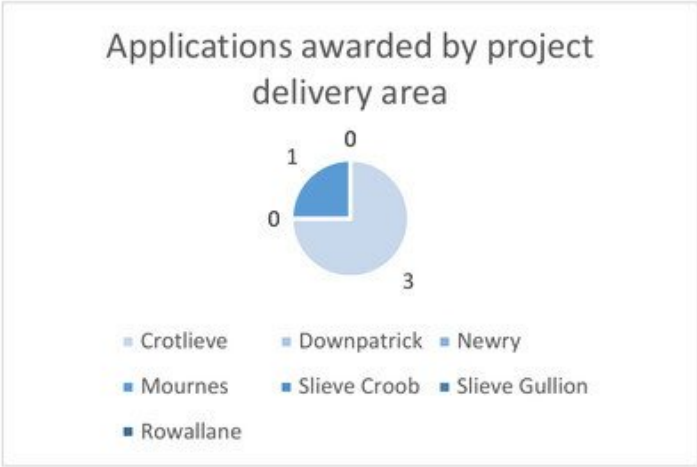 Applications awarded by project
delivery area
0
1
0
3
Crotlieve Downpatrick Newry
Mournes Slieve Croob Slieve Gullion
Rowallane